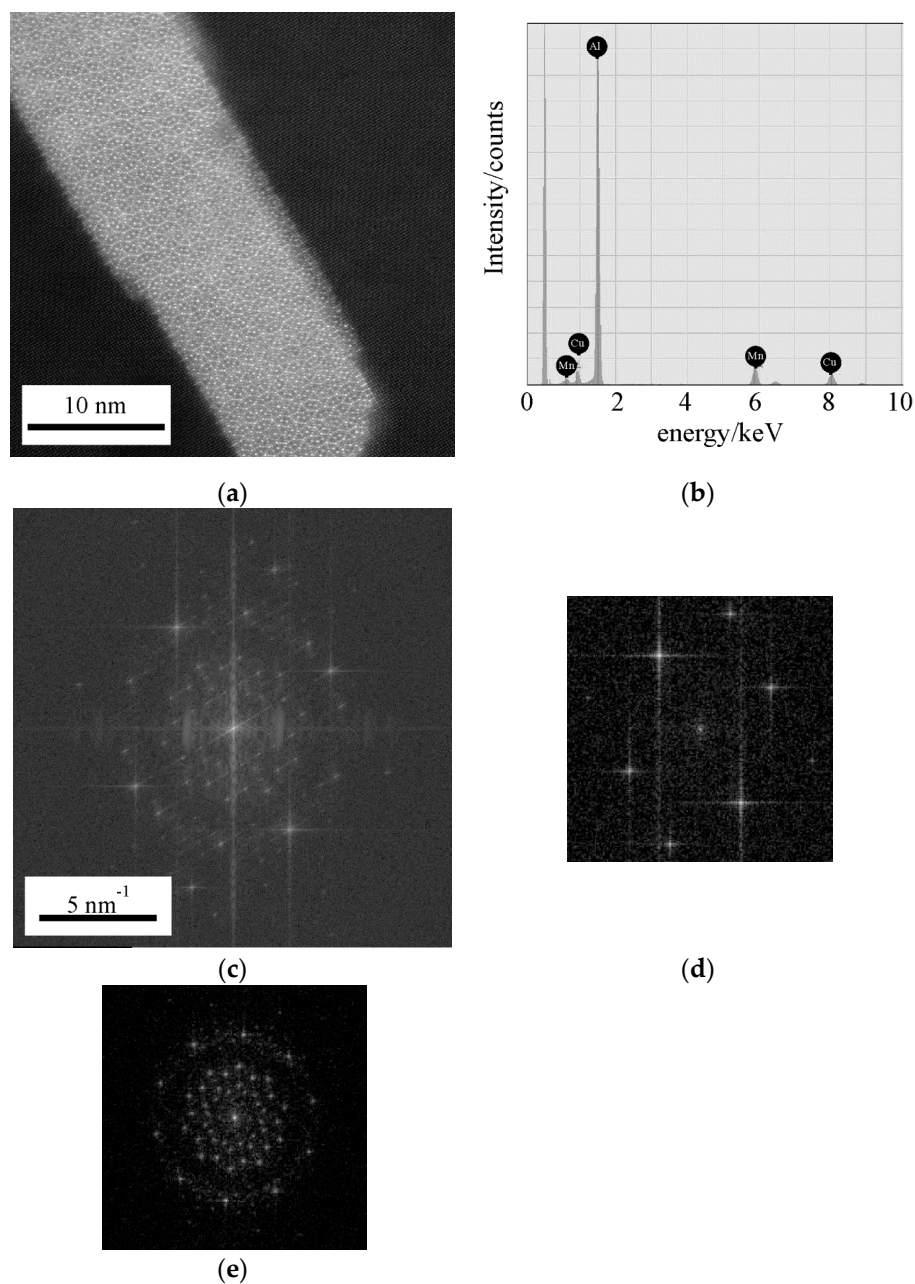 10 nm
(a)
Intensity/counts
Al
Cu
Mn
Mn
Cu
0 2 4 6 8 10
energy/keV
(b)
5 nm-1
(c)
(d)
(e)